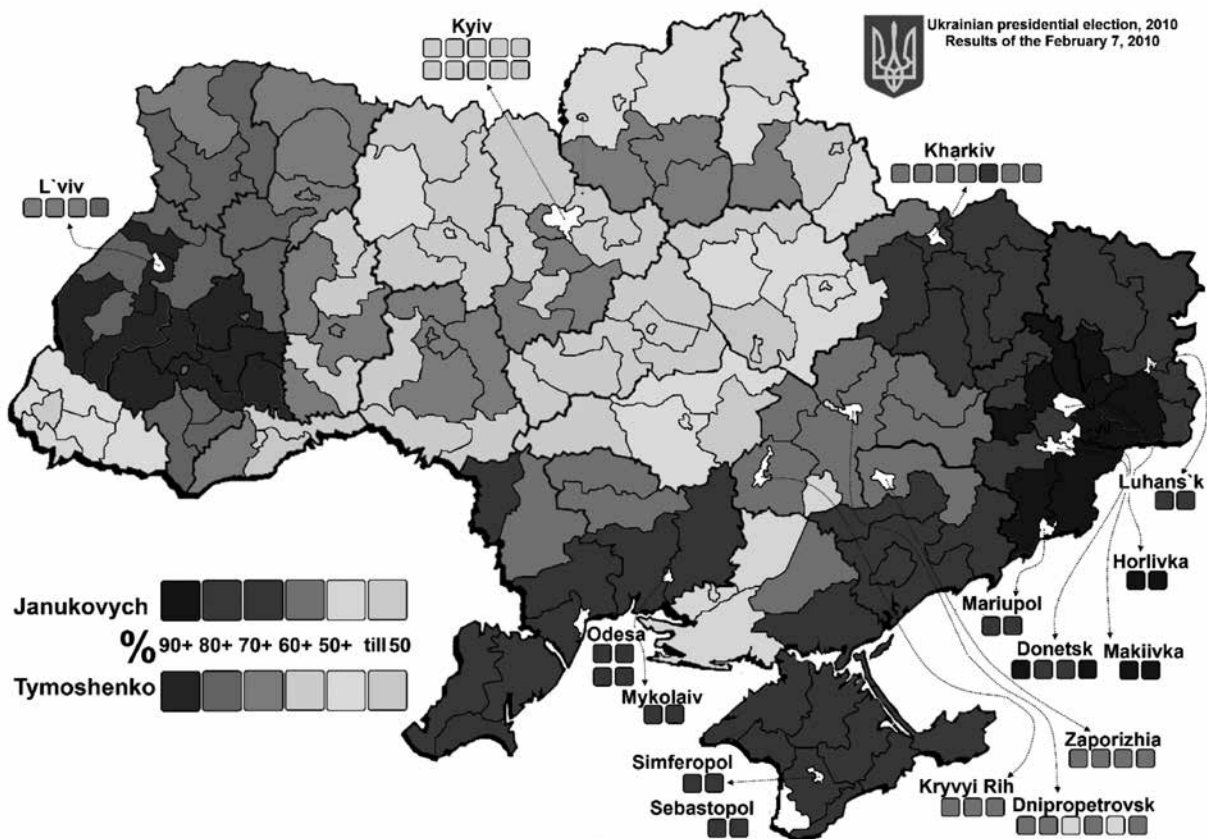 Ukrainian presidential election, 2010
Results of the February 7, 2010
Kyiv
Kharkiv
L`viv
Luhans`k
Horlivka
Mariupol
Donetsk
Makiivka
Janukovych
% 90+ 80+ 70+ 60+ 50+ till 50
Tymoshenko
Odesa
Mykolaiv
Zaporizhia
Simferopol
Kryvyi Rih
Sebastopol
Dnipropetrovsk